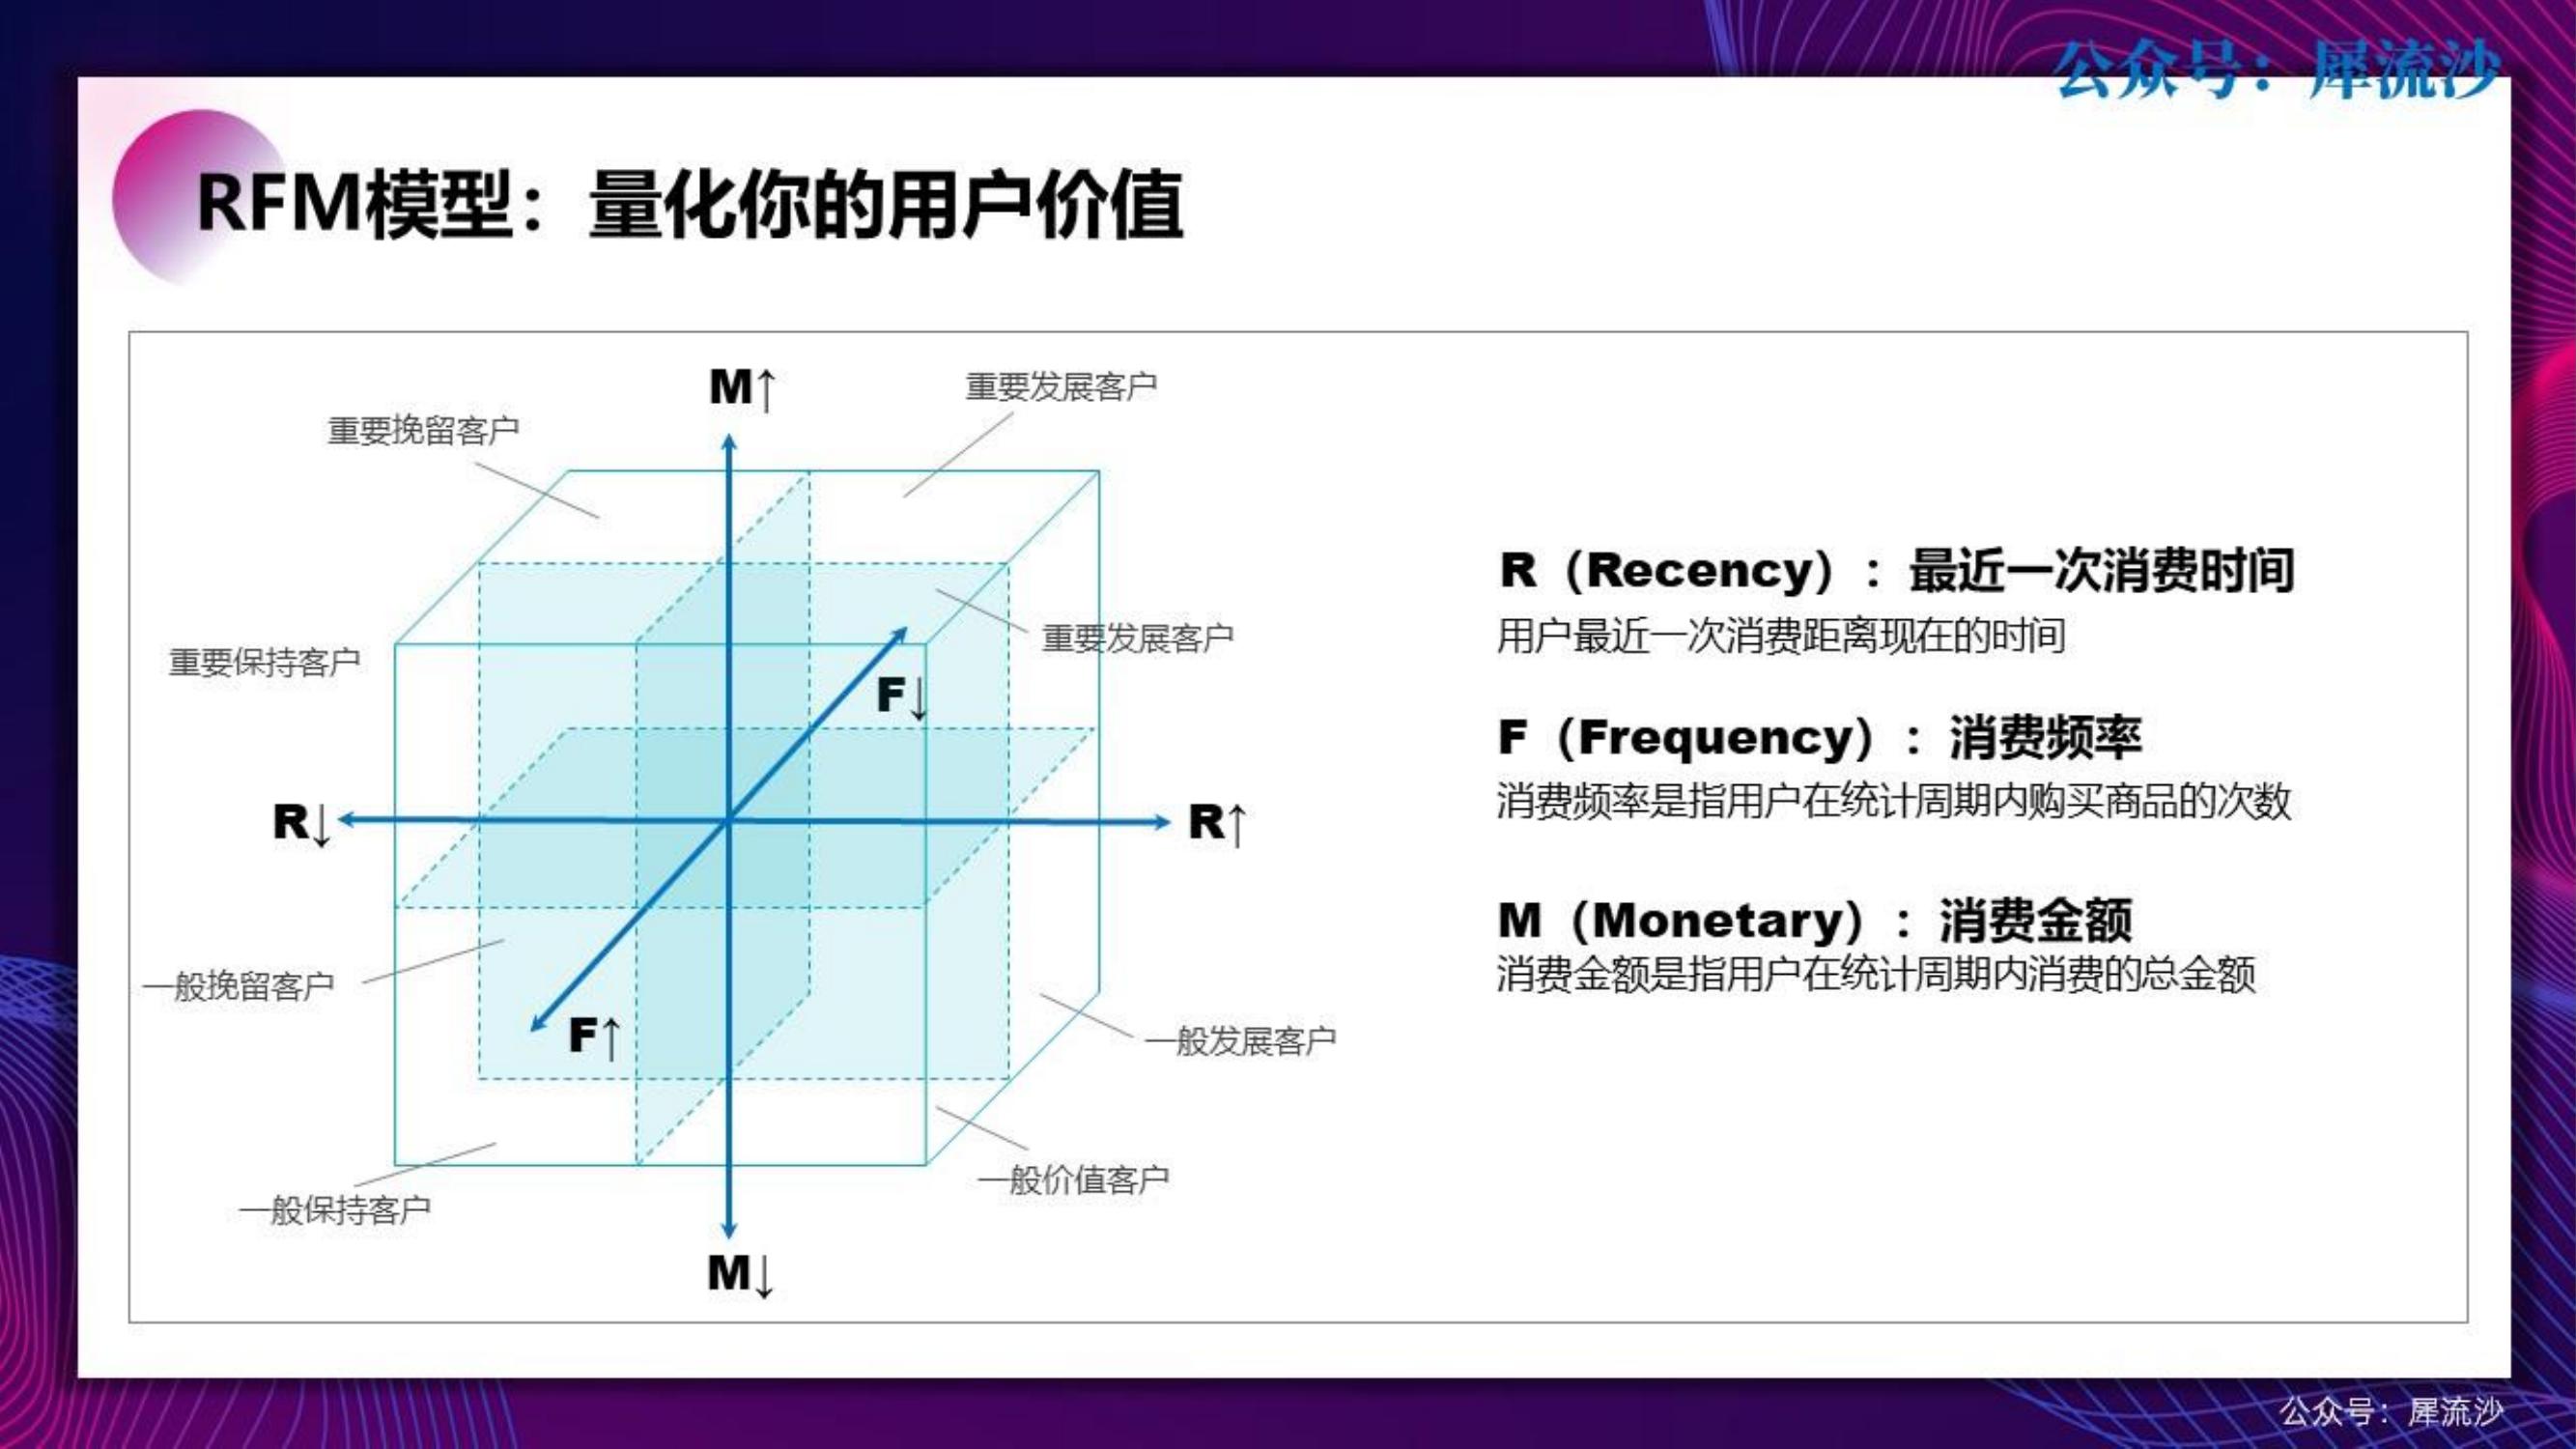 公众号：犀流沙
RFM模型：量化你的用户价值
M↑
重要发展客户
重要挽留客户
重要发展客户
重要保持客户
F↓
R↓
R↑
一般挽留客户
F↑
一般发展客户
一般价值客户
一般保持客户
M↓
R（Recency）：最近一次消费时间
用户最近一次消费距离现在的时间
F（Frequency）：消费频率
消费频率是指用户在统计周期内购买商品的次数
M（Monetary）：消费金额
消费金额是指用户在统计周期内消费的总金额
公众号：犀流沙